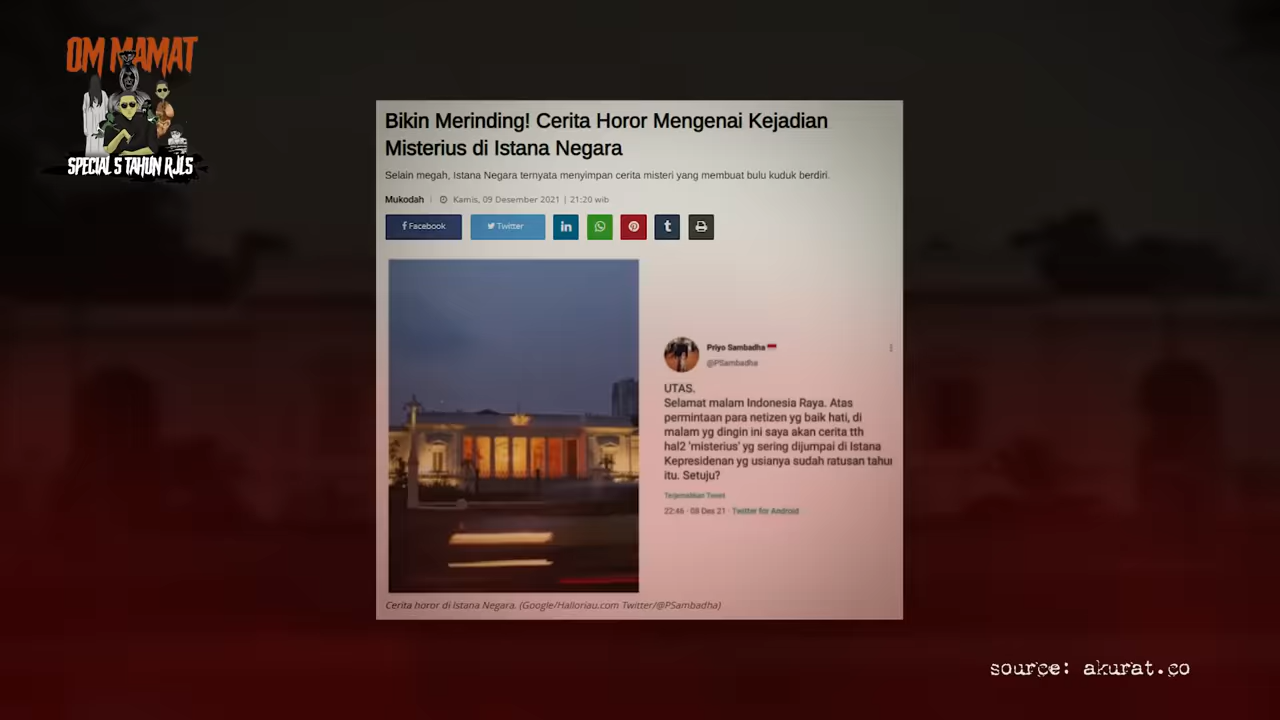 OM MAMAT
SPECIAL 5 TAHUN RJL5
Bikin Merinding! Cerita Horor Mengenai Kejadian
Misterius di Istana Negara
Selain megah, Istana Negara ternyata menyimpan cerita misteri yang membuat bulu kuduk berdiri.
Mukodah | Kamis, 09 Desember 2021 | 21:20 wib
Facebook
Twitter
in
t
Priyo Sambadha
@PSambadha
UTAS.
Selamat malam Indonesia Raya. Atas
permintaan para netizen yg baik hati, di
malam yg dingin ini saya akan cerita tth
hal2 'misterius' yg sering dijumpai di Istana
Kepresidenan yg usianya sudah ratusan tahun
itu. Setuju?
Terjemahkan Tweet
22:46 · 08 Des 21 · Twitter for Android
Cerita horor di Istana Negara. (Google/Halloriau.com Twitter/@PSambadha)
source: akurat.co